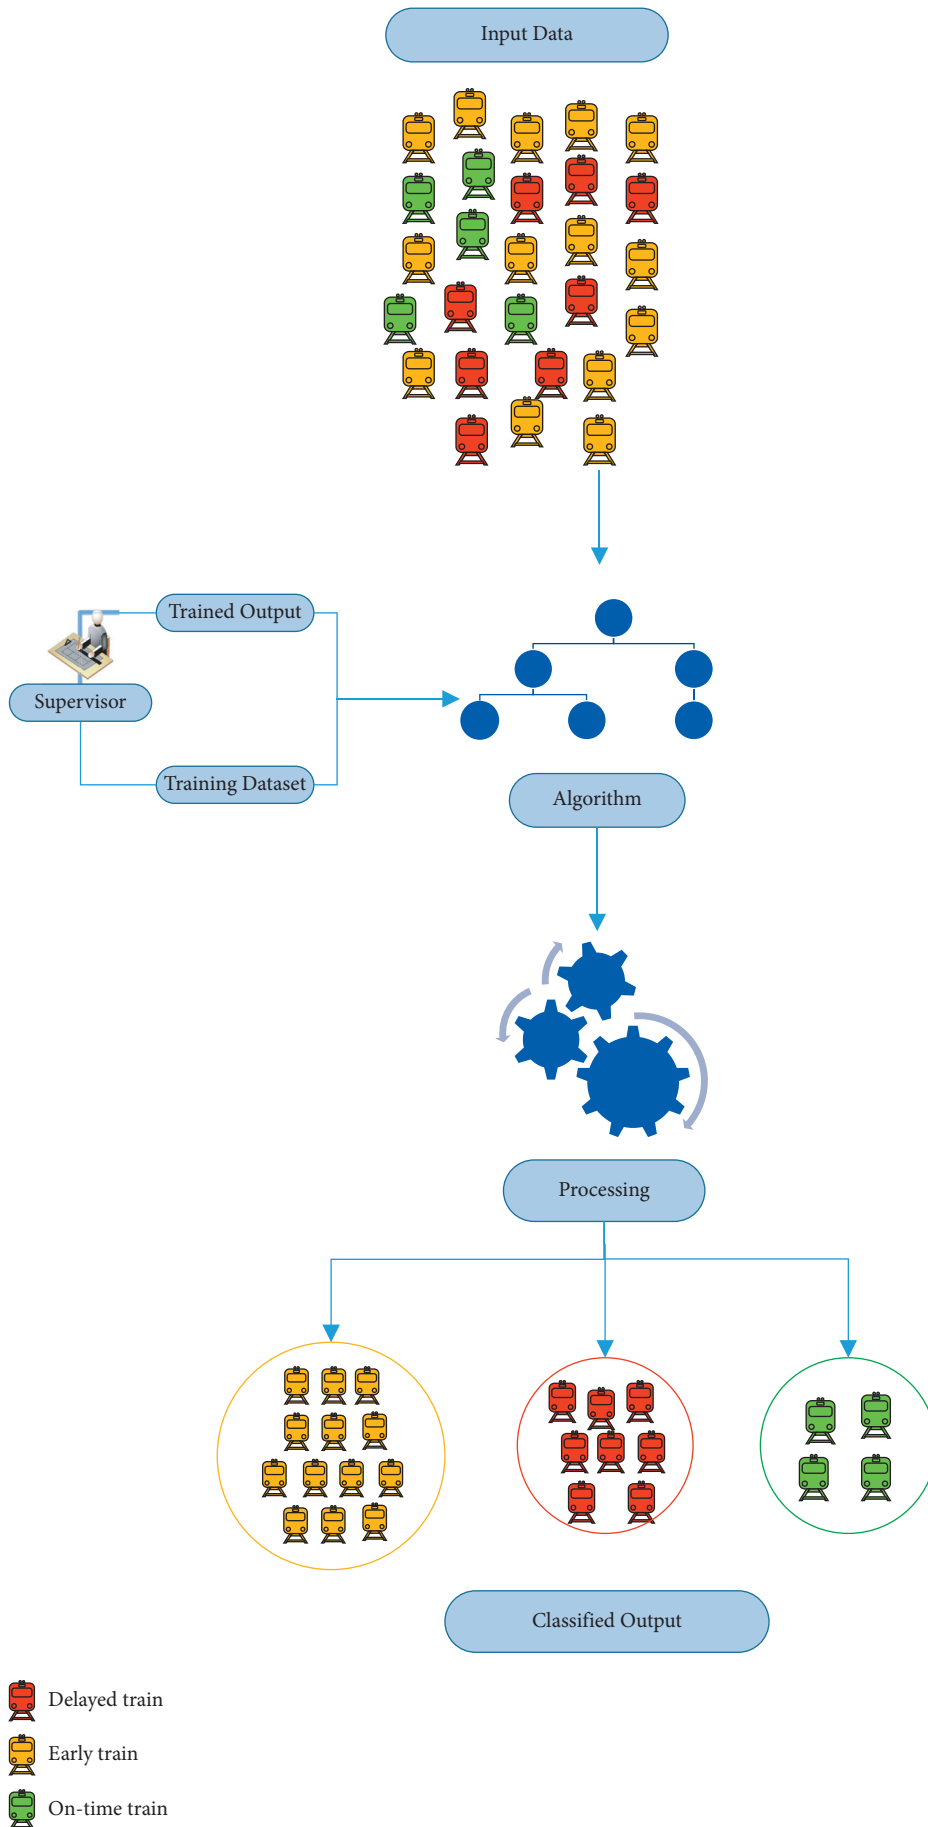 Input Data
Trained Output
Supervisor
Training Dataset
Algorithm
Processing
Classified Output
Delayed train
Early train
On-time train